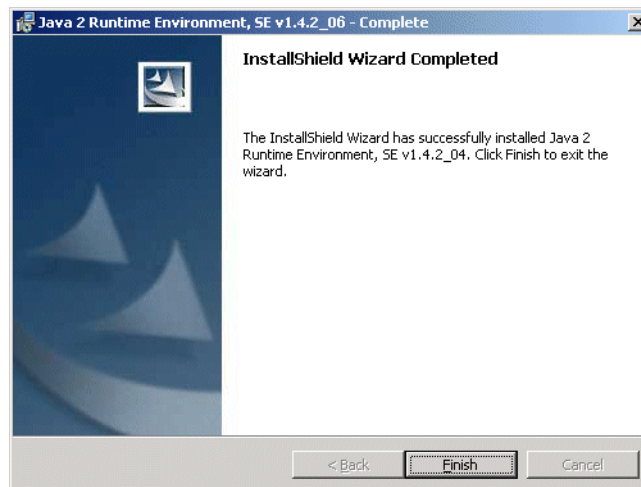 Java 2 Runtime Environment, SE v1.4.2_06 - Complete
InstallShield Wizard Completed
The InstallShield Wizard has successfully installed Java 2
Runtime Environment, SE v1.4.2_04. Click Finish to exit the
wizard.
< Back
Finish
Cancel